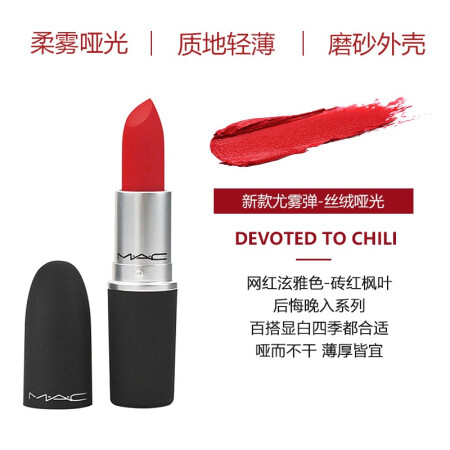 柔雾哑光 | 质地轻薄 | 磨砂外壳
新款尤雾弹-丝绒哑光
DEVOTED TO CHILI
网红泫雅色-砖红枫叶
后悔晚入系列
百搭显白四季都合适
哑而不干 薄厚皆宜
MAC
MAC